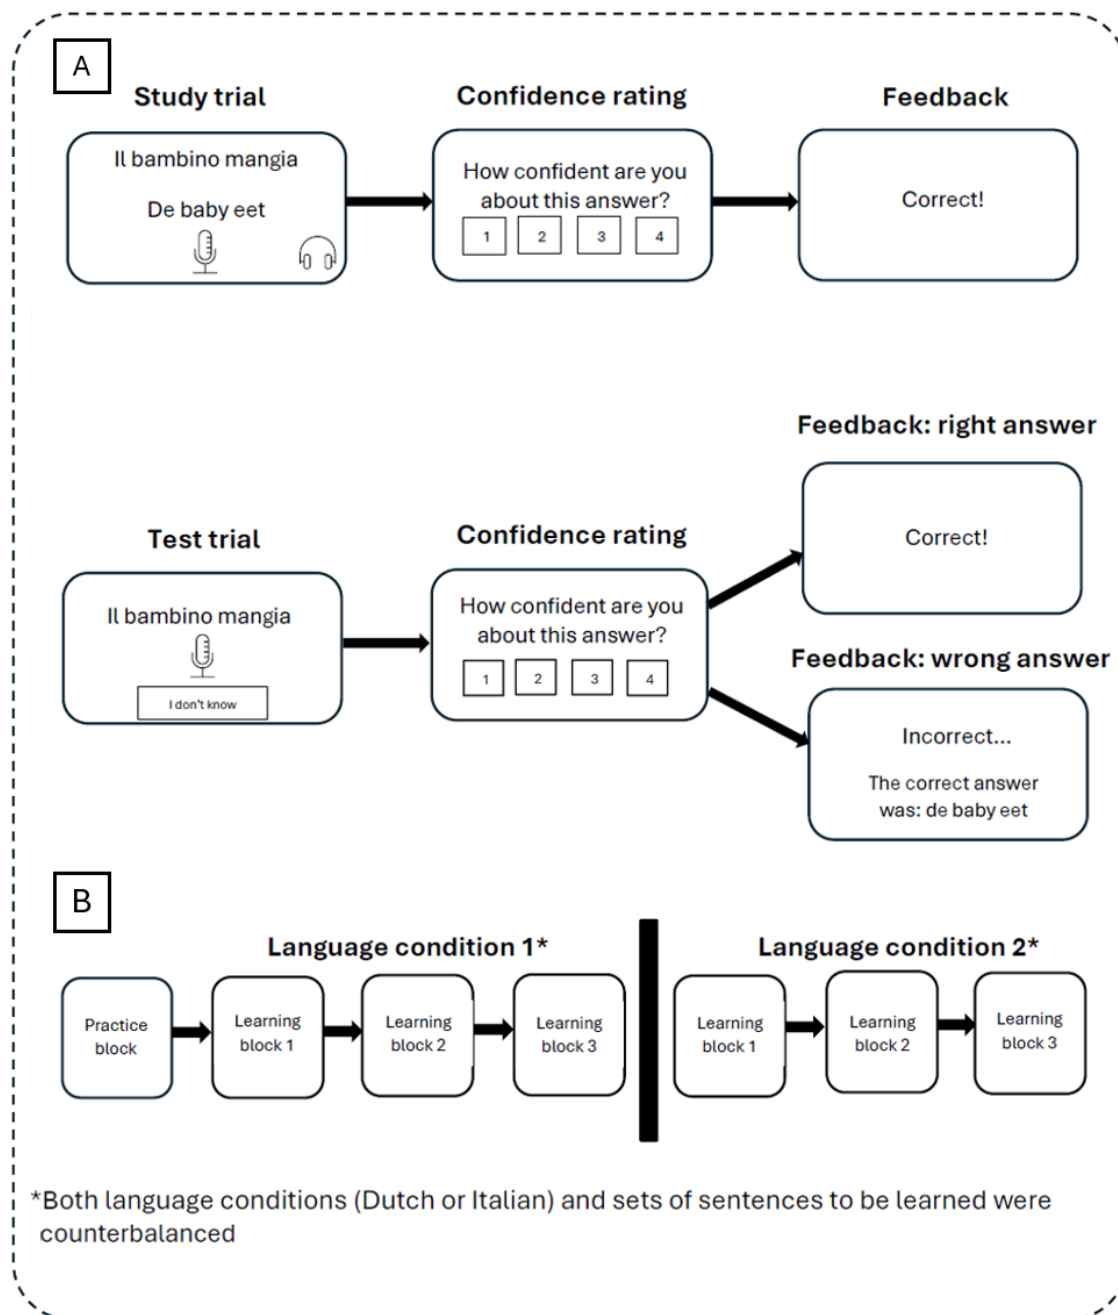 A
Study trial
Confidence rating
Feedback
Il bambino mangia
De baby eet
How confident are you
about this answer?
1 2 3 4
Correct!
Feedback: right answer
Correct!
Test trial
Confidence rating
Il bambino mangia
I don't know
How confident are you
about this answer?
1 2 3 4
Feedback: wrong answer
Incorrect...
The correct answer
was: de baby eet
B
Language condition 1*
Language condition 2*
Practice
block
Learning
block 1
Learning
block 2
Learning
block 3
Learning
block 1
Learning
block 2
Learning
block 3
*Both language conditions (Dutch or Italian) and sets of sentences to be learned were
counterbalanced